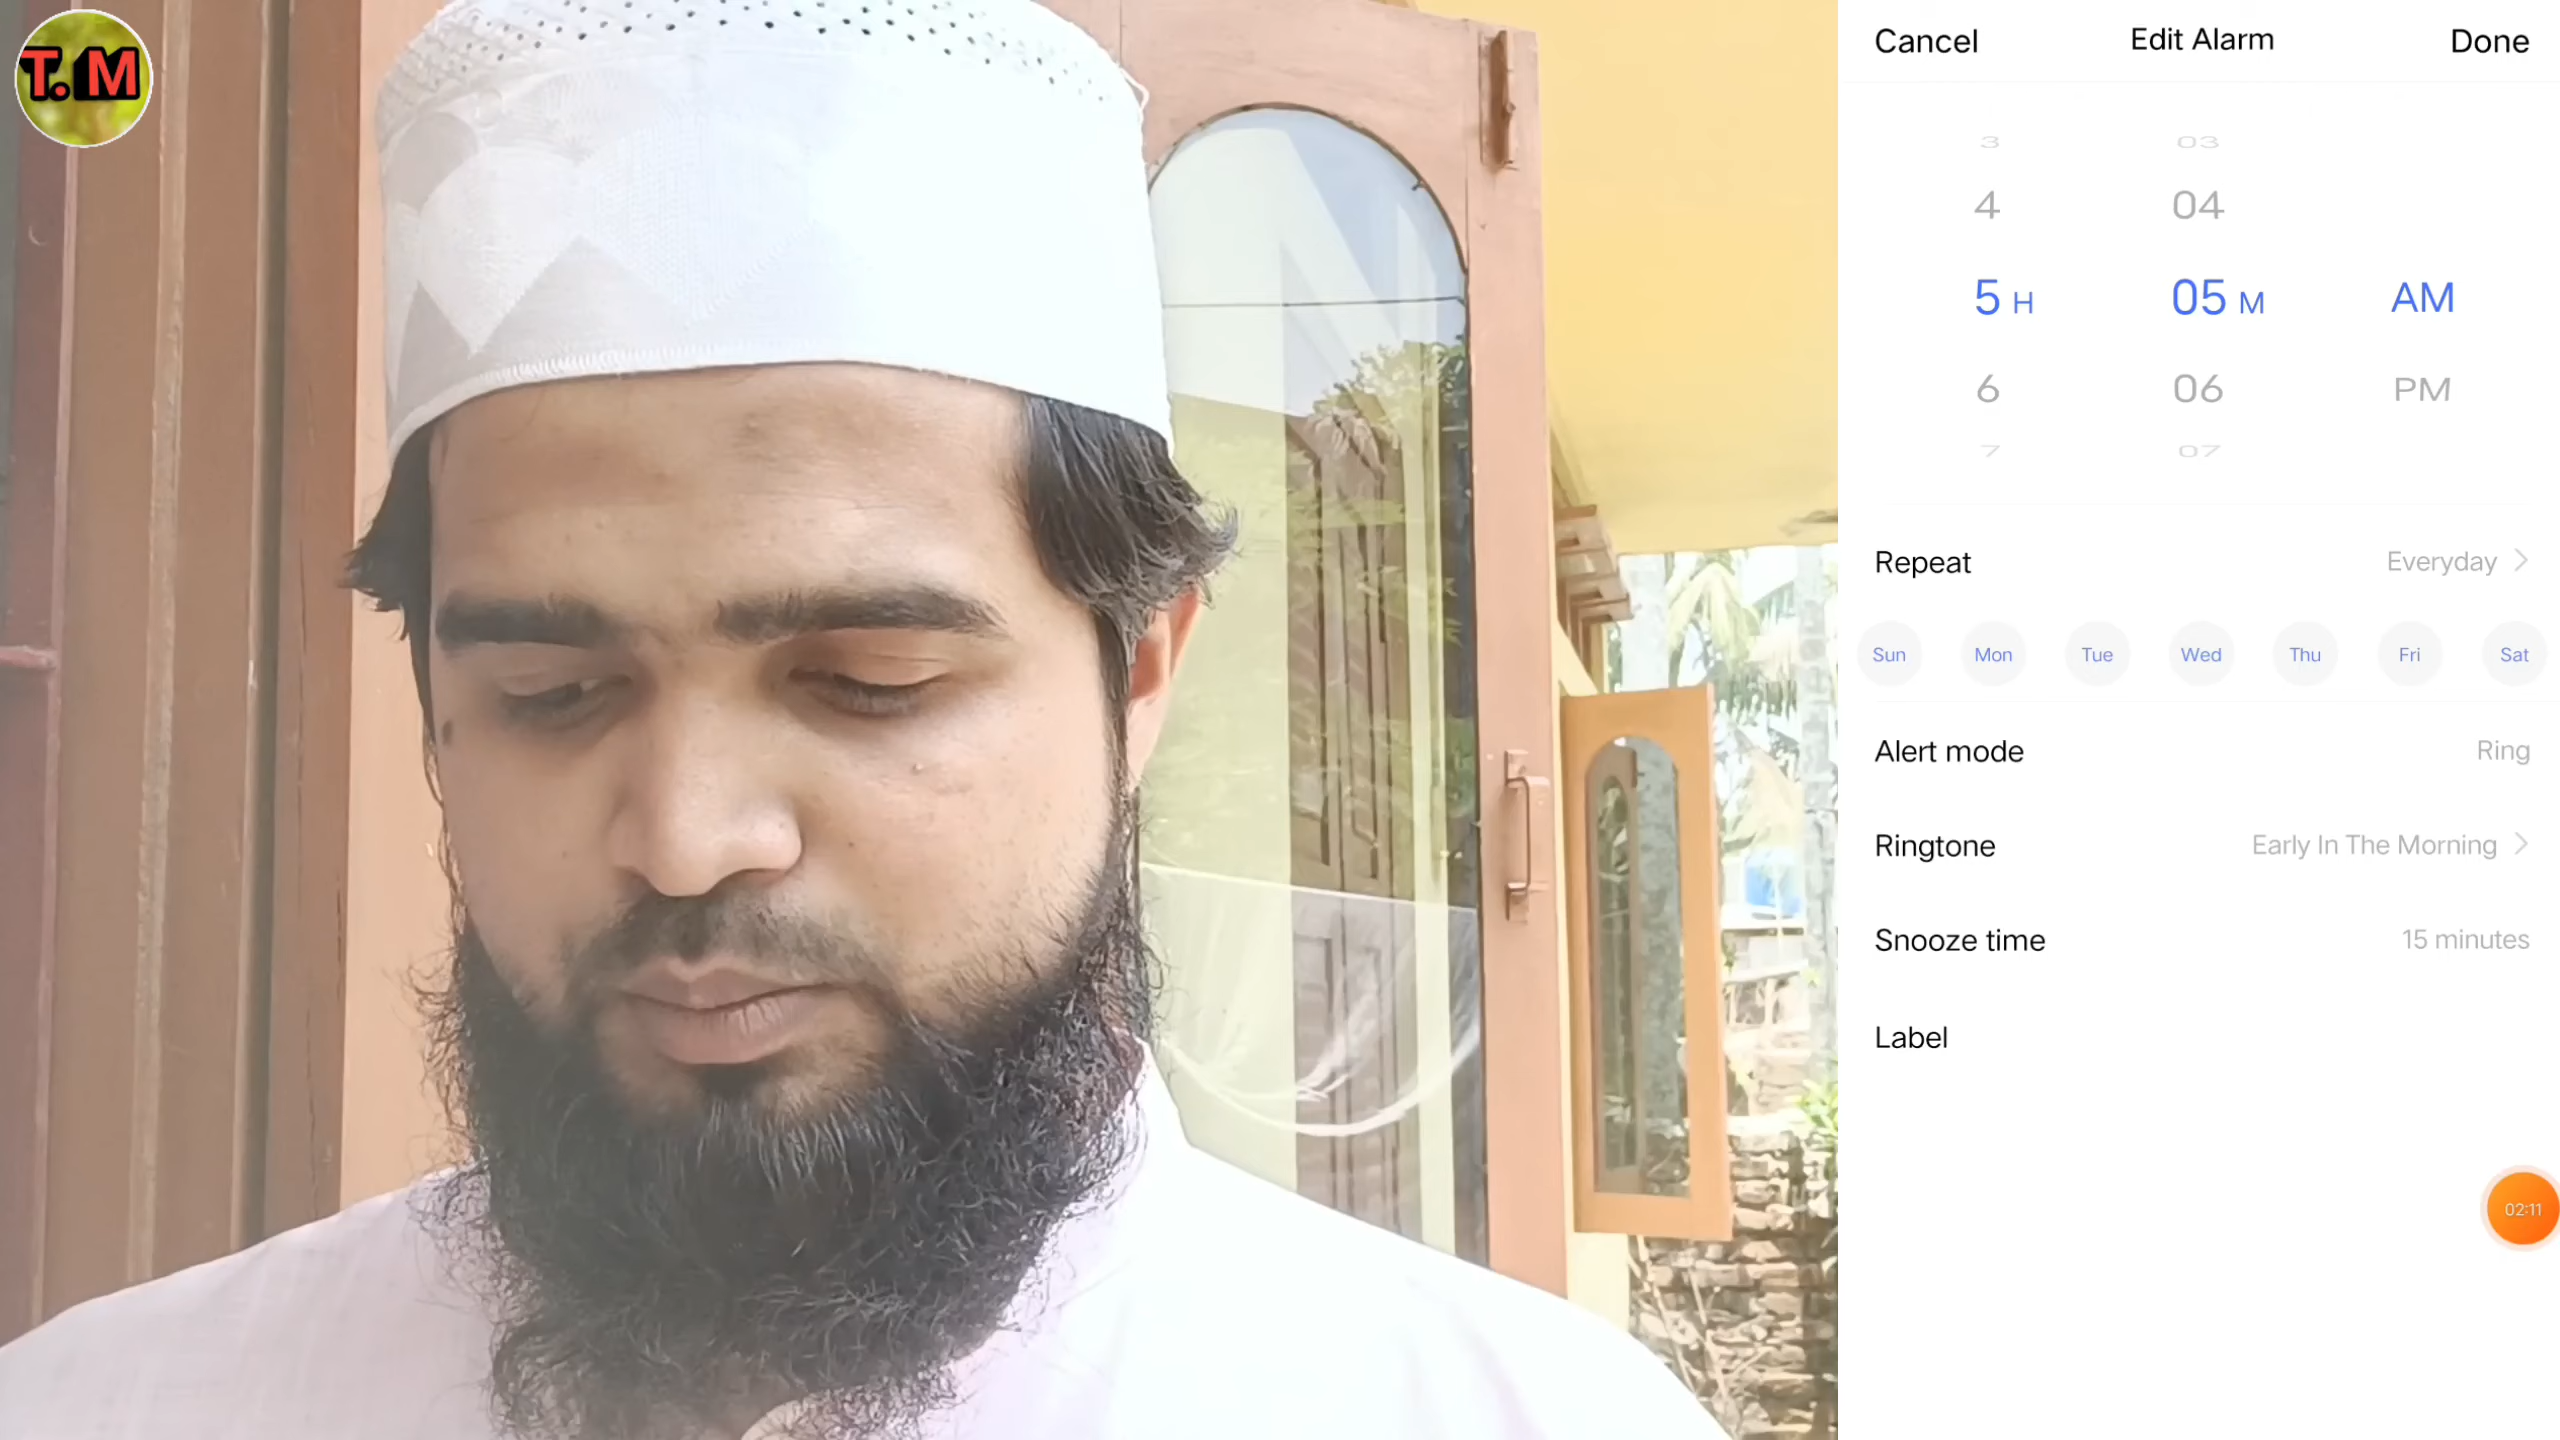 T. M
Cancel Edit Alarm Done
3 03
4 04
5 H 05 M AM
6 06 PM
7 07
Repeat Everyday
Sun Mon Tue Wed Thu Fri Sat
Alert mode Ring
Ringtone Early In The Morning
Snooze time 15 minutes
Label
02:11